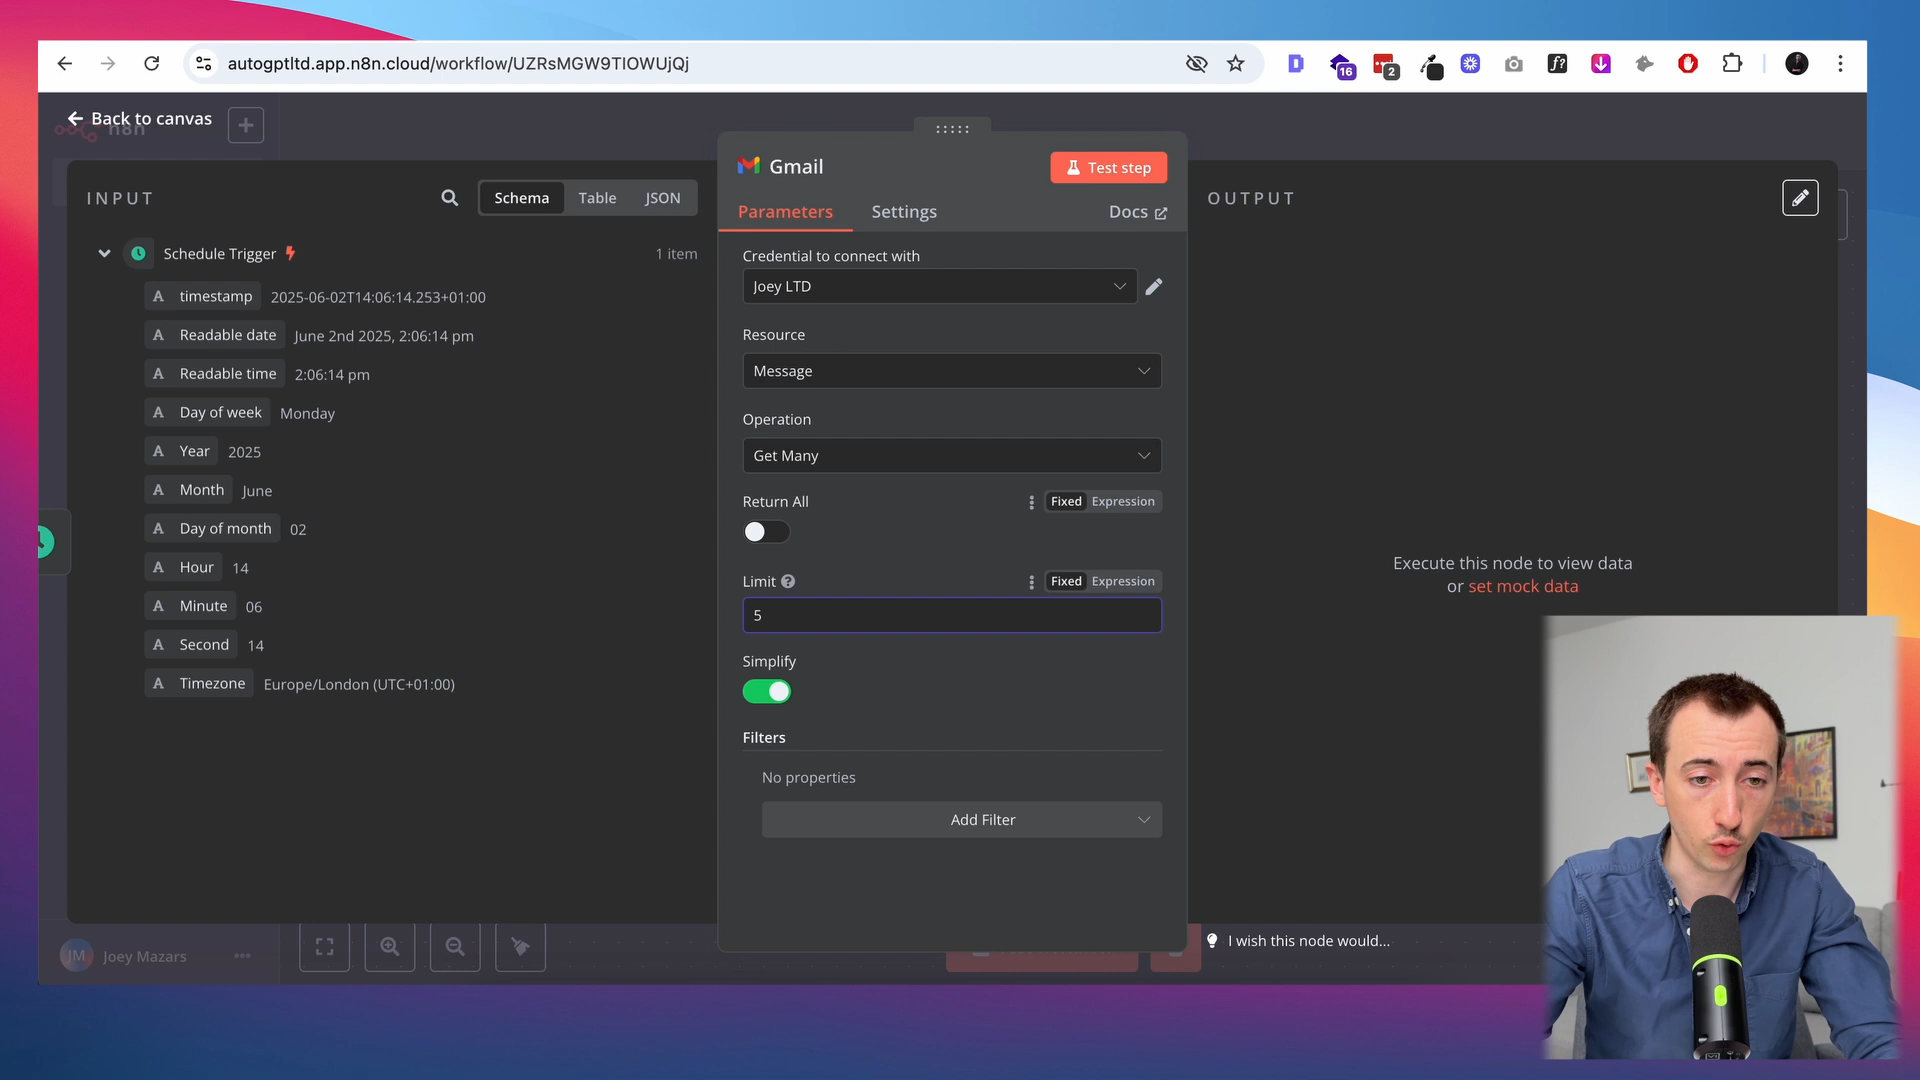 autogptltd.app.n8n.cloud/workflow/UZRsMGW9TIOWUjQj
16
2
f?
Back to canvas
n8n
INPUT
Schema
Table
JSON
Schedule Trigger
1 item
A timestamp 2025-06-02T14:06:14.253+01:00
A Readable date June 2nd 2025, 2:06:14 pm
A Readable time 2:06:14 pm
A Day of week Monday
A Year 2025
A Month June
A Day of month 02
A Hour 14
A Minute 06
A Second 14
A Timezone Europe/London (UTC+01:00)
JM Joey Mazars
Gmail
Test step
Parameters
Settings
Docs
Credential to connect with
Joey LTD
Resource
Message
Operation
Get Many
Return All
Fixed Expression
Limit
Fixed Expression
5
Simplify
Filters
No properties
Add Filter
OUTPUT
Execute this node to view data
or set mock data
I wish this node would...